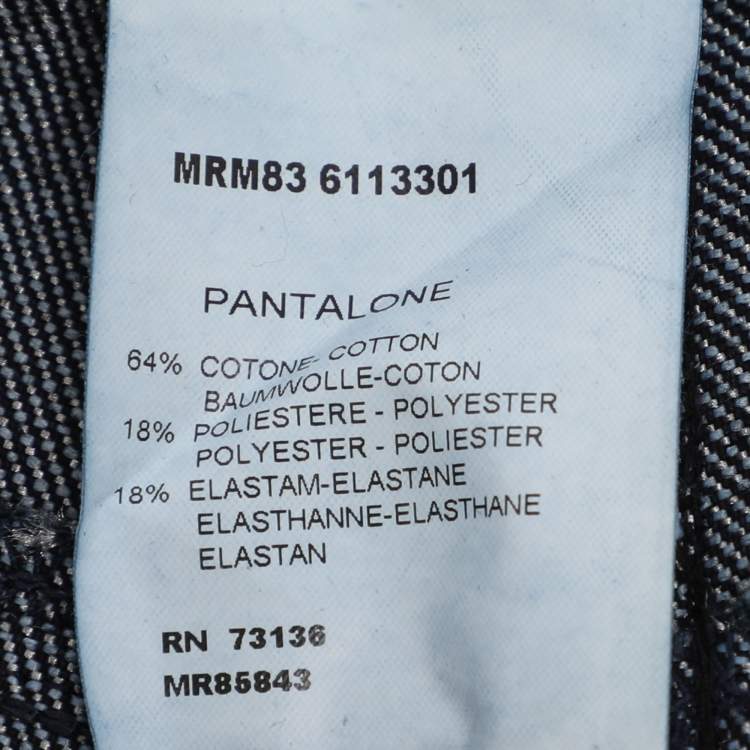 MRM83 6113301
PANTALONE
64% COTONE- COTTON
BAUMWOLLE-COTON
18% POLIESTERE - POLYESTER
POLYESTER - POLIESTER
18% ELASTAM-ELASTANE
ELASTHANNE-ELASTHANE
ELASTAN
RN 73136
MR85843